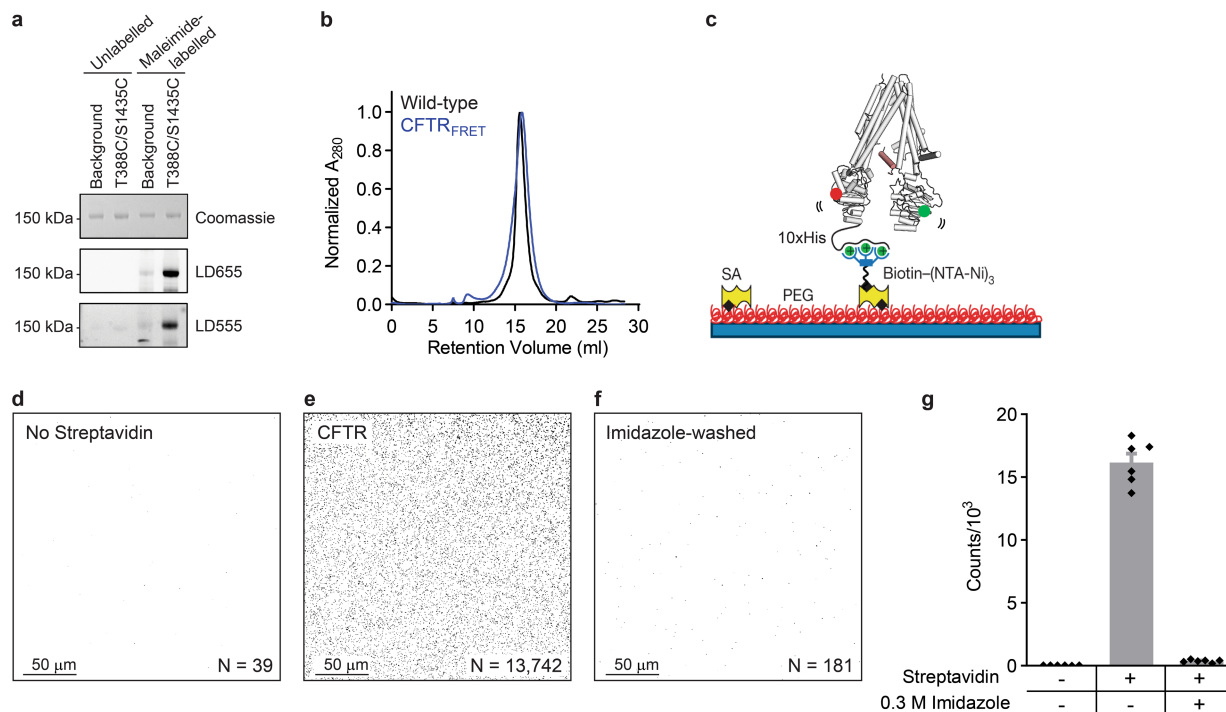 a
Unlabelled
Maleimide-
labelled
Background
T388C/S1435C
Background
T388C/S1435C
150 kDa
Coomassie
150 kDa
LD655
150 kDa
LD555
b
Wild-type
CFTR_FRET
Normalized A_280
1.0
0.8
0.6
0.4
0.2
0.0
0 5 10 15 20 25 30
Retention Volume (ml)
c
10xHis
+ + +
SA
PEG
Biotin–(NTA-Ni)₃
d
No Streptavidin
50 µm
N = 39
e
CFTR
50 µm
N = 13,742
f
Imidazole-washed
50 µm
N = 181
g
Counts/10³
20
15
10
5
0
Streptavidin - + +
0.3 M Imidazole - - +